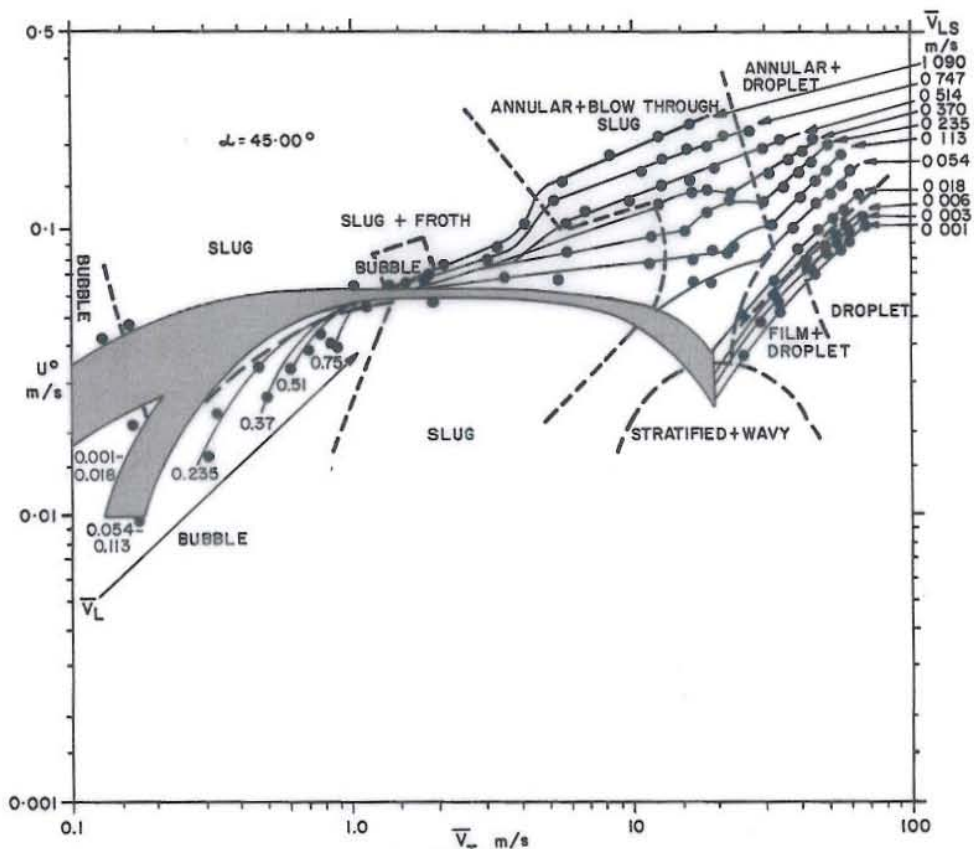 0·5
V̅LS
m/s
1 090
0 747
0 514
0 370
0 235
0 113
0 054
0 018
0 006
0 003
0 001
ANNULAR +
DROPLET
ANNULAR + BLOW THROUGH
SLUG
α = 45·00°
SLUG + FROTH
SLUG
0·1
BUBBLE
BUBBLE
DROPLET
FILM +
DROPLET
U°
m/s
0.75
0.51
0.37
0.235
0.001-
0.018
0.054-
0.113
SLUG
STRATIFIED + WAVY
BUBBLE
0·01
V̅L
0·001
0.1
1.0
10
100
m/s